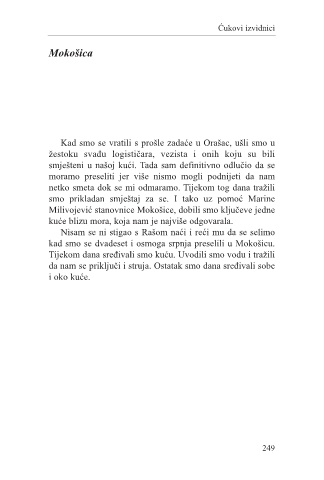 Ćukovi izvidnici
Mokošica
Kad smo se vratili s prošle zadaće u Orašac, ušli smo u
žestoku svađu logističara, vezista i onih koju su bili
smješteni u našoj kući. Tada sam definitivno odlučio da se
moramo preseliti jer više nismo mogli podnijeti da nam
netko smeta dok se mi odmaramo. Tijekom tog dana tražili
smo prikladan smještaj za se. I tako uz pomoć Marine
Milivojević stanovnice Mokošice, dobili smo ključeve jedne
kuće blizu mora, koja nam je najviše odgovarala.
Nisam se ni stigao s Rašom naći i reći mu da se selimo
kad smo se dvadeset i osmoga srpnja preselili u Mokošicu.
Tijekom dana sređivali smo kuću. Uvodili smo vodu i tražili
da nam se priključi i struja. Ostatak smo dana sređivali sobe
i oko kuće.
249